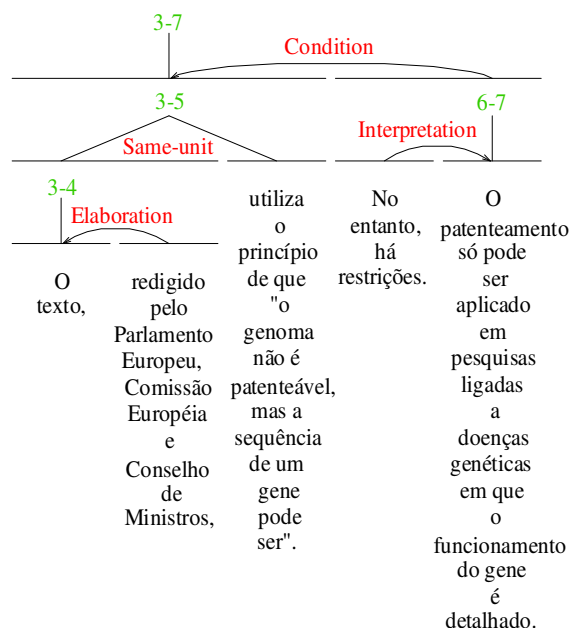 3-7
Condition
3-5
6-7
Same-unit
Interpretation
3-4
Elaboration
O
texto,
redigido
pelo
Parlamento
Europeu,
Comissão
Européia
e
Conselho
de
Ministros,
utiliza
o
princípio
de que
"o
genoma
não é
patenteável,
mas a
sequência
de um
gene
pode
ser".
No
entanto,
há
restrições.
O
patenteamento
só pode
ser
aplicado
em
pesquisas
ligadas
a
doenças
genéticas
em que
o
funcionamento
do gene
é
detalhado.